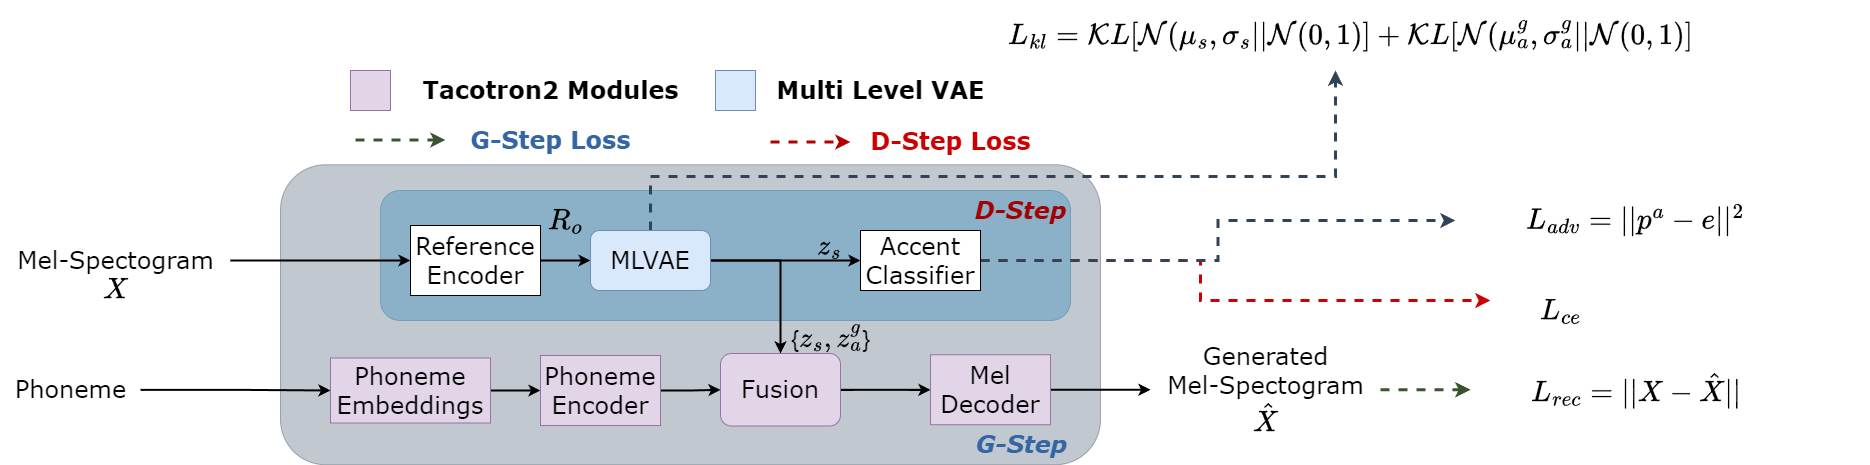 L_{kl} = \mathcal{K}L[\mathcal{N}(\mu_s, \sigma_s||\mathcal{N}(0,1)] + \mathcal{K}L[\mathcal{N}(\mu_a^g, \sigma_a^g||\mathcal{N}(0,1)]
Tacotron2 Modules
Multi Level VAE
G-Step Loss
D-Step Loss
D-Step
Mel-Spectogram
X
Reference
Encoder
R_o
MLVAE
z_s
Accent
Classifier
L_{adv} = ||p^a - e||^2
L_{ce}
{z_s, z_a^g}
Phoneme
Phoneme
Embeddings
Phoneme
Encoder
Fusion
Mel
Decoder
G-Step
Generated
Mel-Spectogram
\hat{X}
L_{rec} = ||X - \hat{X}||